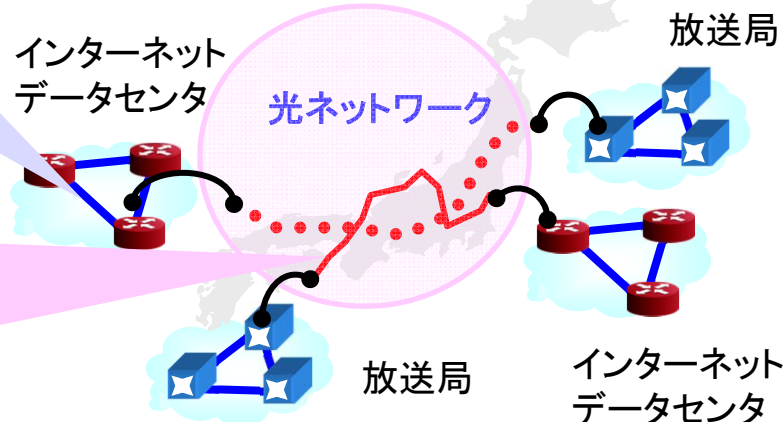 放送局
インターネット
データセンタ
光ネットワーク
放送局
インターネット
データセンタ